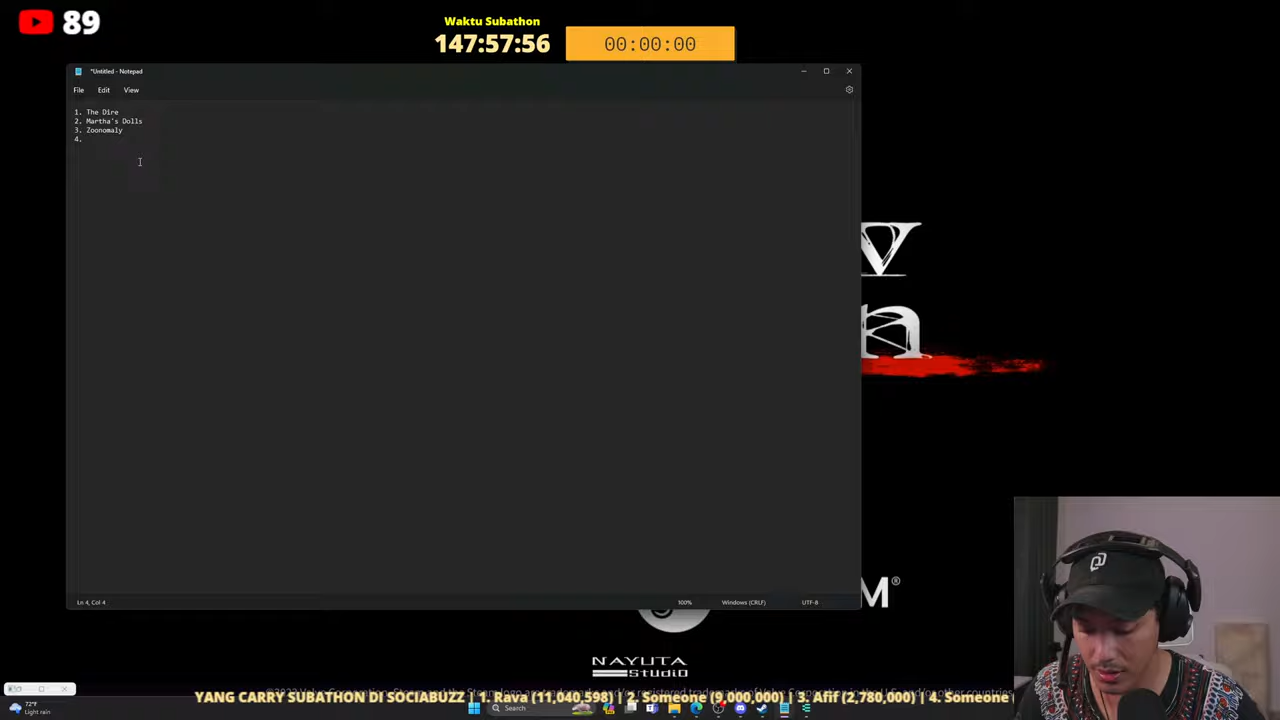 89
Waktu Subathon
147:57:56
00:00:00
*Untitled - Notepad
File Edit View
1. The Dire
2. Martha's Dolls
3. Zoonomaly
4.
Ln 4, Col 4
100%
Windows (CRLF)
UTF-8
M®
NAYUTA
Studio
YANG CARRY SUBATHON DI SOCIABUZZ | 1. Rava (11,040,598) | 2. Someone (9,000,000) | 3. Afif (2,780,000) | 4. Someone
72°F
Light rain
Search